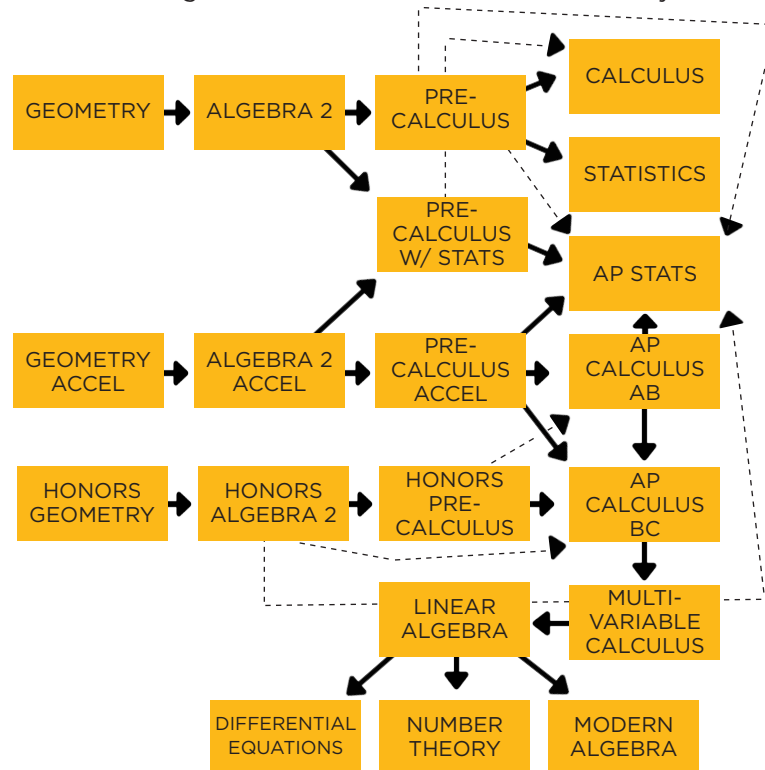 GEOMETRY
ALGEBRA 2
PRE-
CALCULUS
CALCULUS
STATISTICS
PRE-
CALCULUS
W/ STATS
AP STATS
GEOMETRY
ACCEL
ALGEBRA 2
ACCEL
PRE-
CALCULUS
ACCEL
AP
CALCULUS
AB
HONORS
GEOMETRY
HONORS
ALGEBRA 2
HONORS
PRE-
CALCULUS
AP
CALCULUS
BC
LINEAR
ALGEBRA
MULTI-
VARIABLE
CALCULUS
DIFFERENTIAL
EQUATIONS
NUMBER
THEORY
MODERN
ALGEBRA